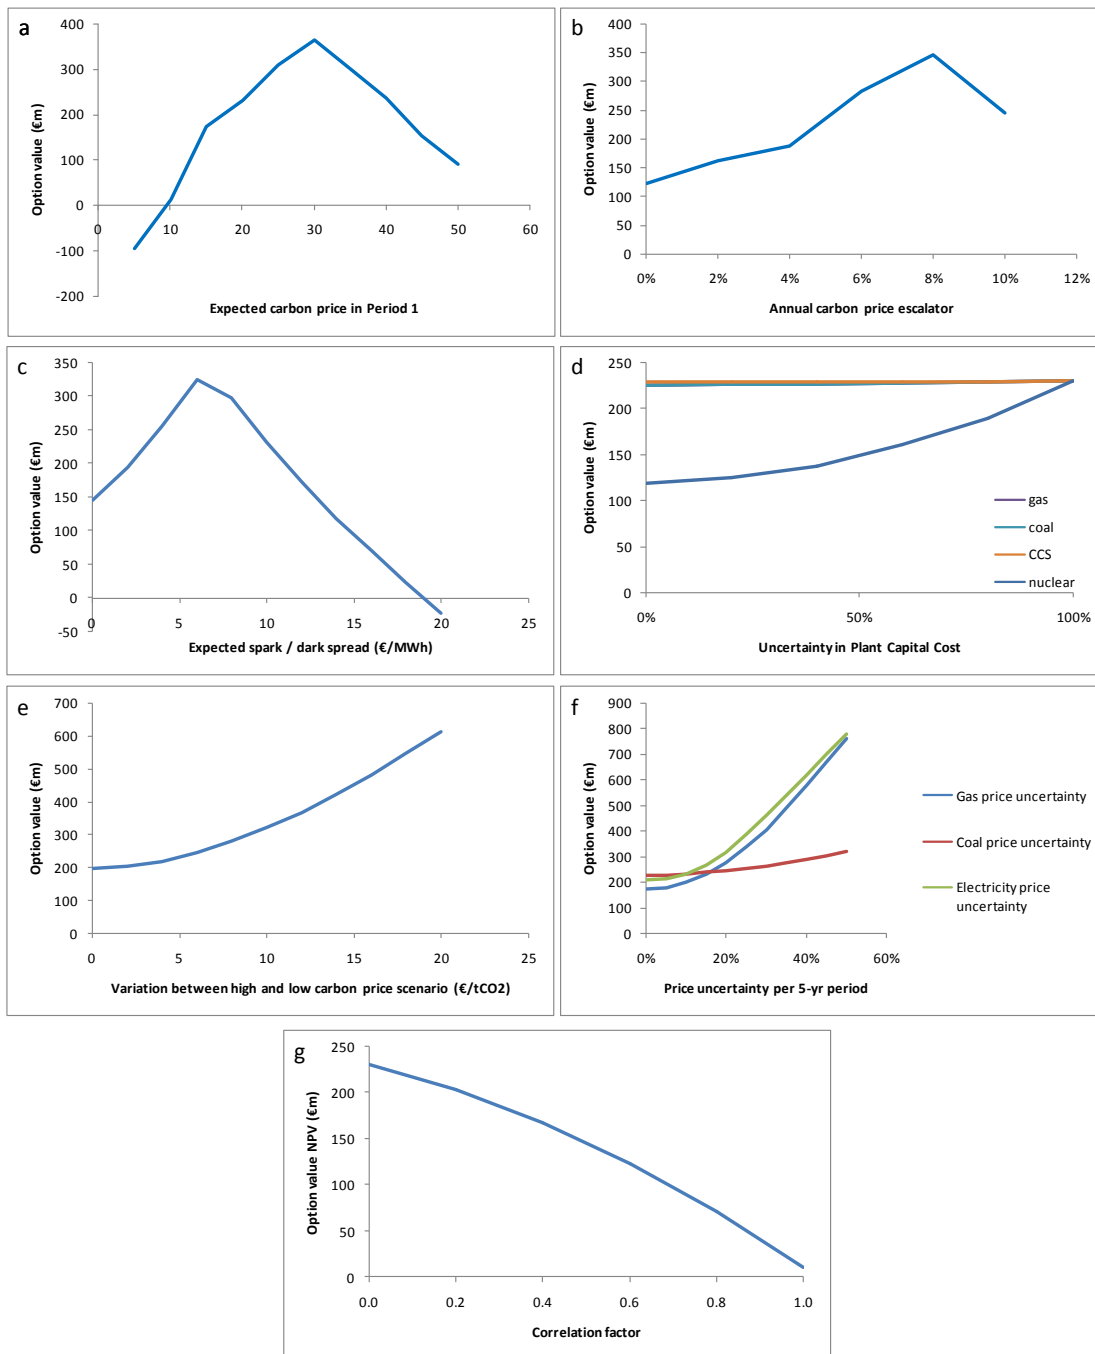 a
400
300
200
100
0
-100
-200
0 10 20 30 40 50 60
Option value (€m)
Expected carbon price in Period 1
b
400
350
300
250
200
150
100
50
0
0% 2% 4% 6% 8% 10% 12%
Option value (€m)
Annual carbon price escalator
c
350
300
250
200
150
100
50
0
-50
0 5 10 15 20 25
Option value (€m)
Expected spark / dark spread (€/MWh)
d
250
200
150
100
50
0
0% 50% 100%
Option value (€m)
gas
coal
CCS
nuclear
Uncertainty in Plant Capital Cost
e
700
600
500
400
300
200
100
0
0 5 10 15 20 25
Option value (€m)
Variation between high and low carbon price scenario (€/tCO2)
f
900
800
700
600
500
400
300
200
100
0
0% 20% 40% 60%
Option value (€m)
Gas price uncertainty
Coal price uncertainty
Electricity price
uncertainty
Price uncertainty per 5-yr period
g
250
200
150
100
50
0
0.0 0.2 0.4 0.6 0.8 1.0
Option value NPV (€m)
Correlation factor